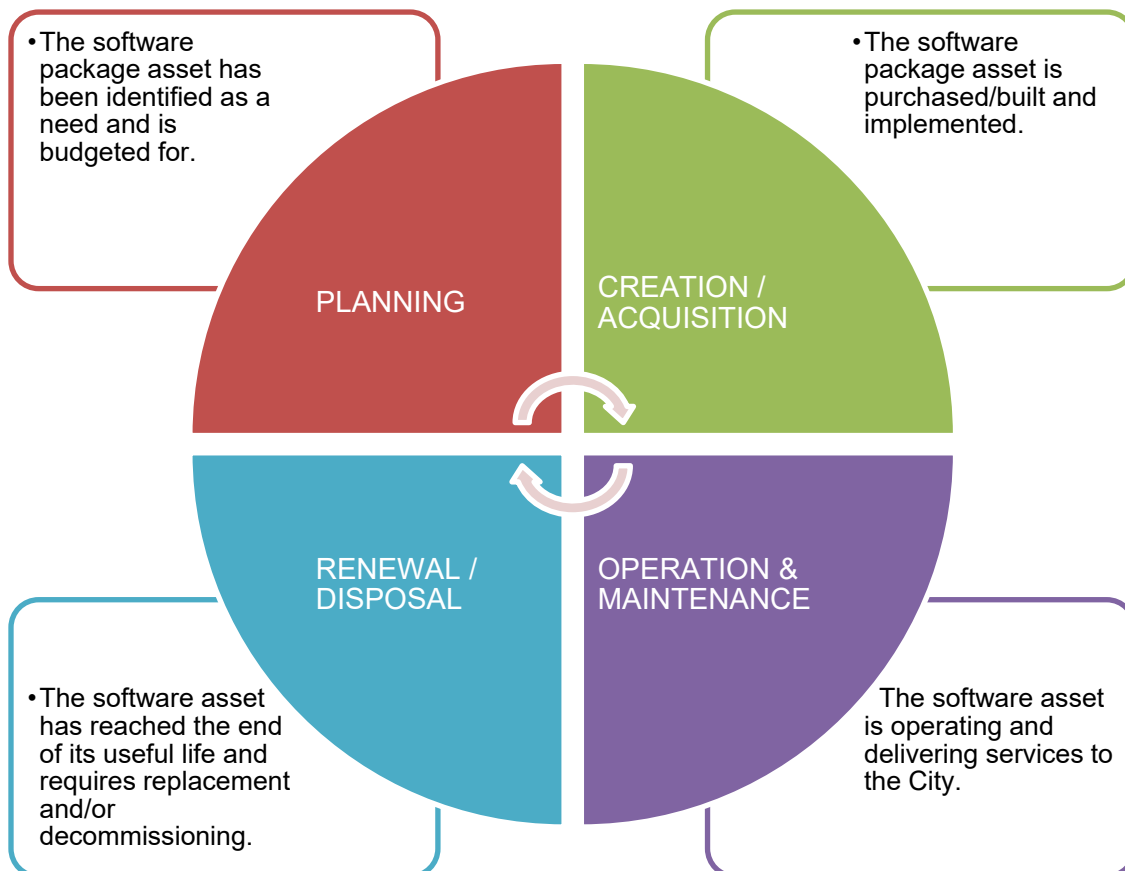 •The software
package asset has
been identified as a
need and is
budgeted for.
•The software
package asset is
purchased/built and
implemented.
PLANNING
CREATION /
ACQUISITION
RENEWAL /
DISPOSAL
OPERATION &
MAINTENANCE
•The software asset
has reached the end
of its useful life and
requires replacement
and/or
decommissioning.
The software asset
is operating and
delivering services to
the City.